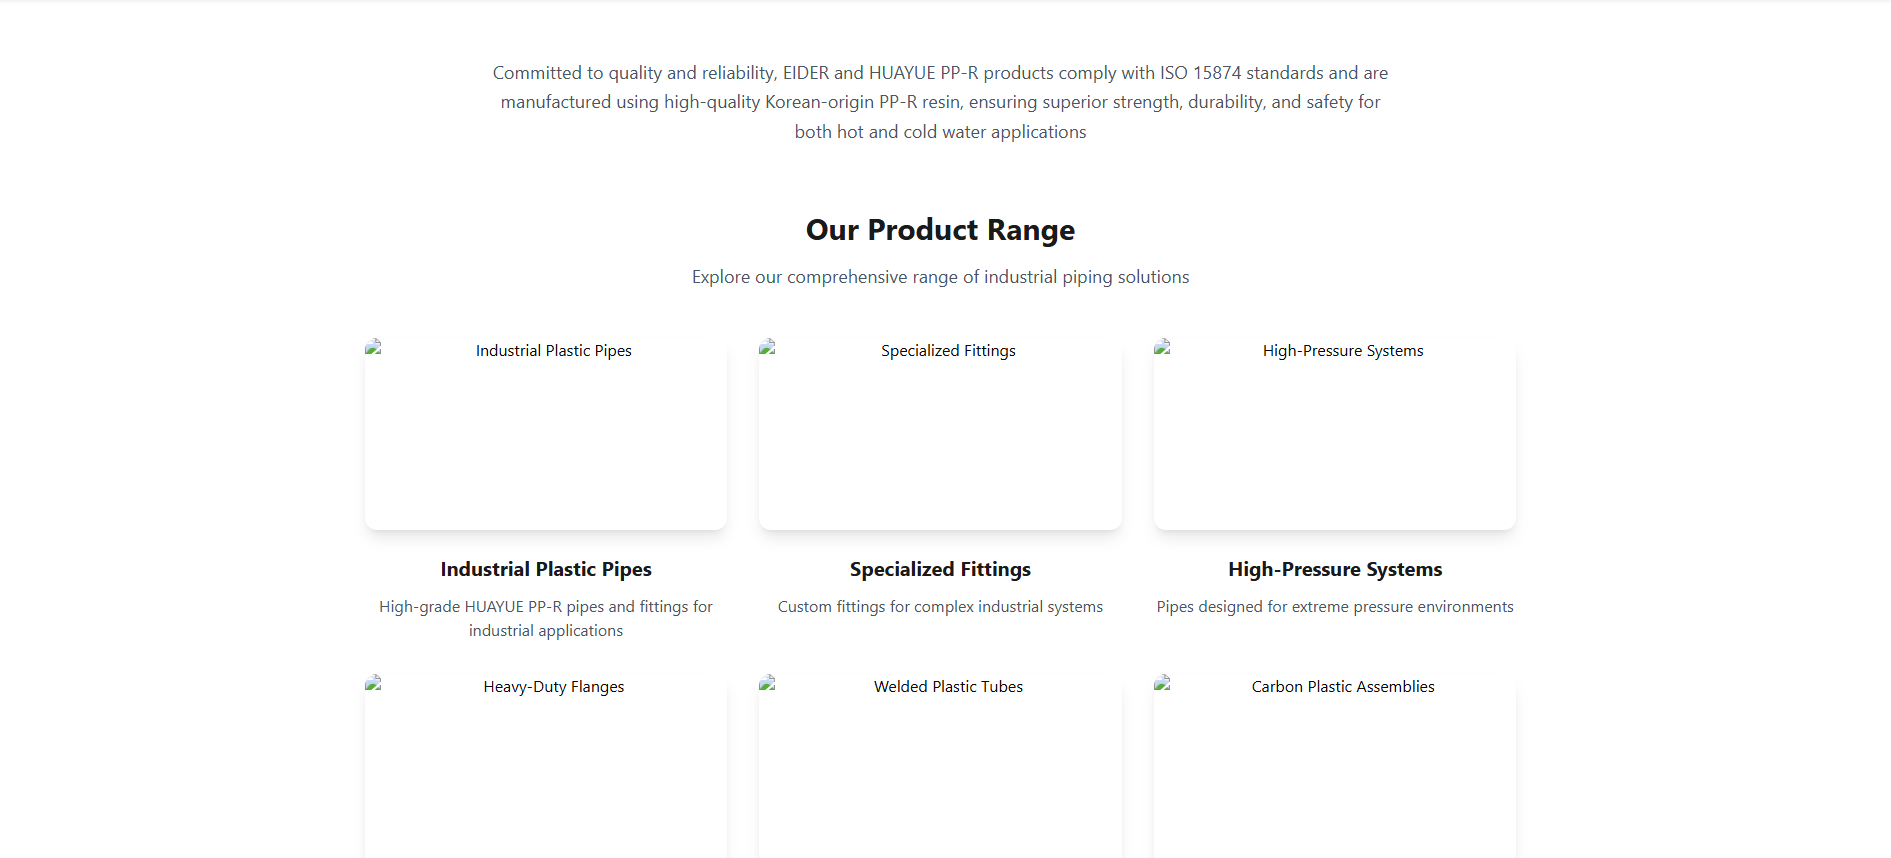 Committed to quality and reliability, EIDER and HUAYUE PP-R products comply with ISO 15874 standards and are
manufactured using high-quality Korean-origin PP-R resin, ensuring superior strength, durability, and safety for
both hot and cold water applications
Our Product Range
Explore our comprehensive range of industrial piping solutions
Industrial Plastic Pipes
Specialized Fittings
High-Pressure Systems
Industrial Plastic Pipes
High-grade HUAYUE PP-R pipes and fittings for
industrial applications
Specialized Fittings
Custom fittings for complex industrial systems
High-Pressure Systems
Pipes designed for extreme pressure environments
Heavy-Duty Flanges
Welded Plastic Tubes
Carbon Plastic Assemblies